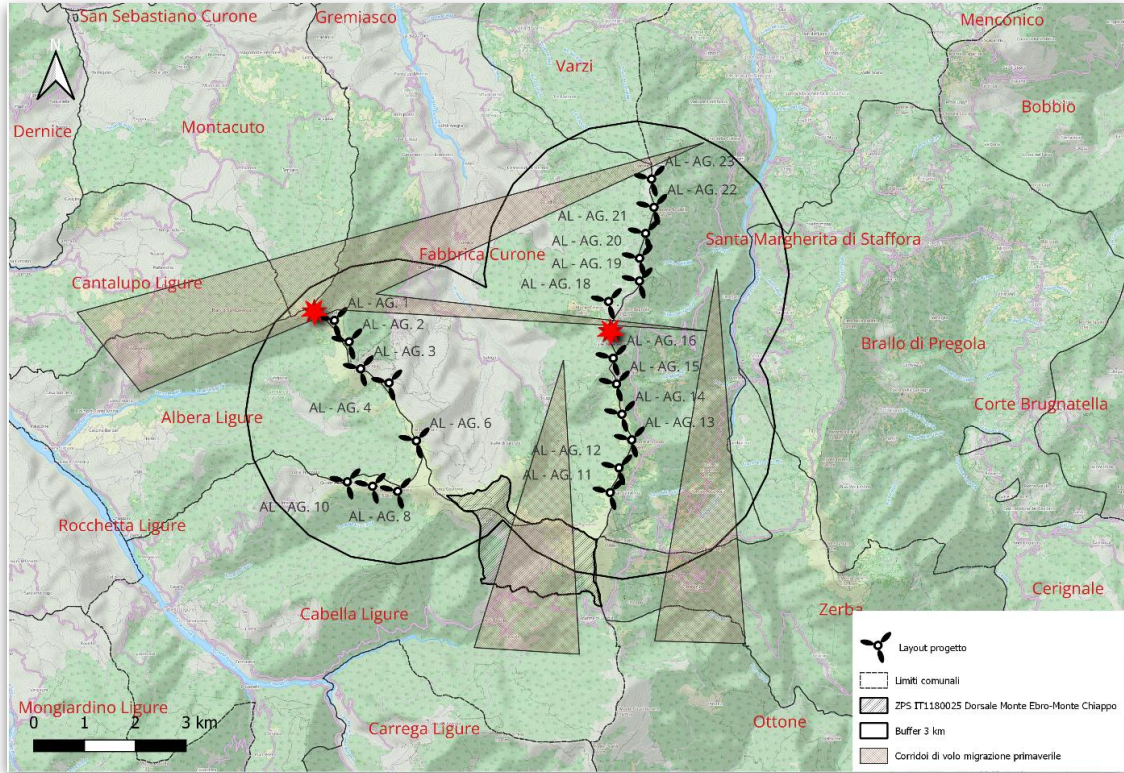 San Sebastiano Curone
Gremiasco
Menconico
N
Varzi
Bobbio
Dernice
Montacuto
AL - AG. 23
AL - AG. 22
AL - AG. 21
AL - AG. 20
Santa Margherita di Staffora
Fabbrica Curone
AL - AG. 19
Cantalupo Ligure
AL - AG. 18
AL - AG. 1
AL - AG. 2
AL - AG. 16
AL - AG. 3
Brallo di Pregola
AL - AG. 15
AL - AG. 14
AL - AG. 4
Albera Ligure
Corte Brugnatella
AL - AG. 6
AL - AG. 13
AL - AG. 12
AL - AG. 11
AL - AG. 10
AL - AG. 8
Rocchetta Ligure
Cabella Ligure
Zerba
Cerignale
Mongiardino Ligure
Carrega Ligure
Ottone
0 1 2 3 km
Layout progetto
Limiti comunali
ZPS IT1180025 Dorsale Monte Ebro-Monte Chiappo
Buffer 3 km
Corridoi di volo migrazione primaverile